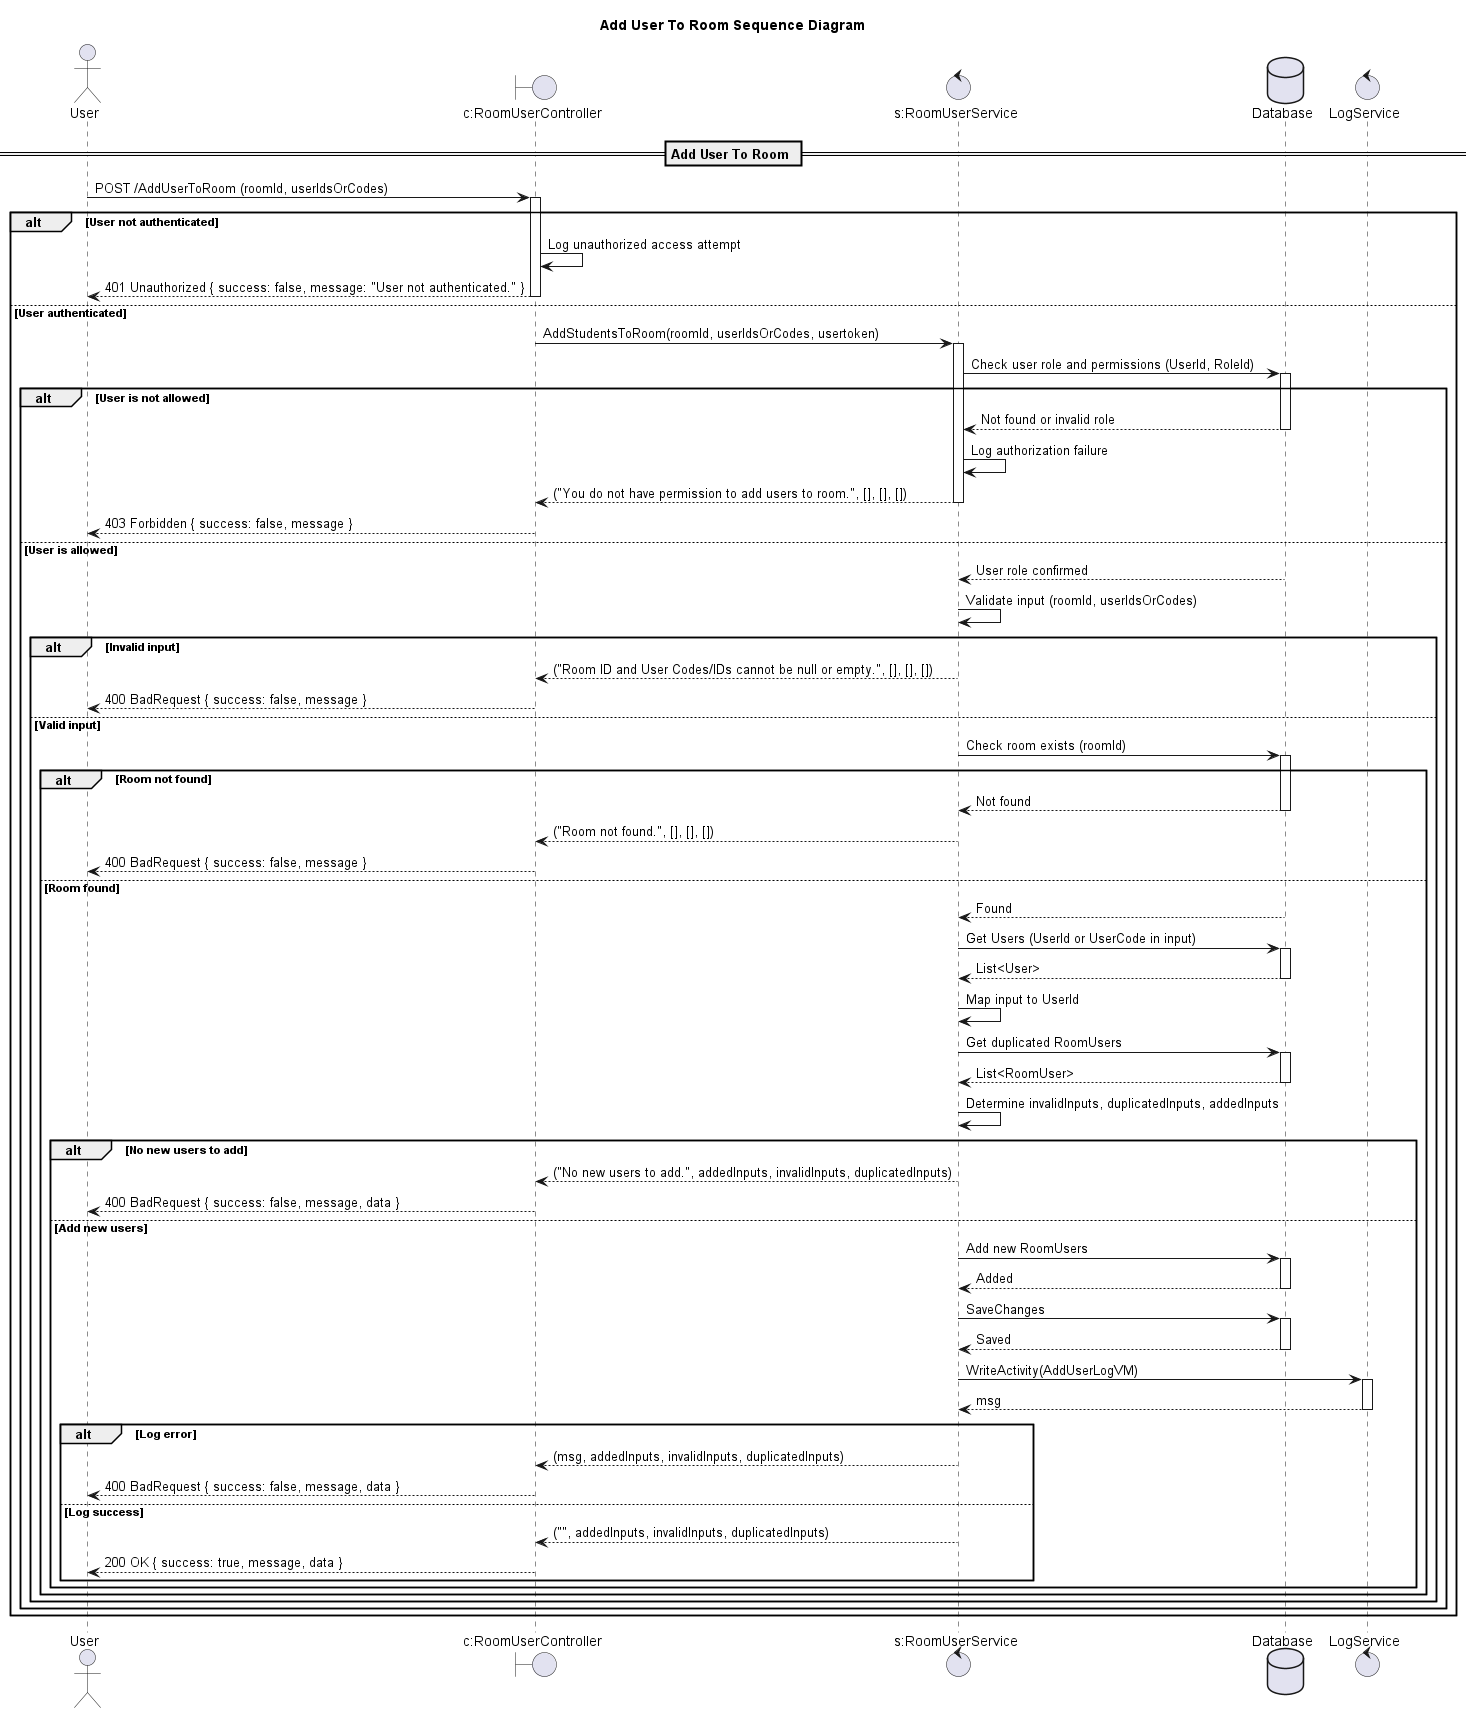 Add User To Room Sequence Diagram
User
c:RoomUserController
s:RoomUserService
Database
LogService
Add User To Room
POST /AddUserToRoom (roomId, userIdsOrCodes)
alt
[User not authenticated]
Log unauthorized access attempt
401 Unauthorized { success: false, message: "User not authenticated." }
[User authenticated]
AddStudentsToRoom(roomId, userIdsOrCodes, usertoken)
Check user role and permissions (UserId, RoleId)
alt
[User is not allowed]
Not found or invalid role
Log authorization failure
("You do not have permission to add users to room.", [], [], [])
403 Forbidden { success: false, message }
[User is allowed]
User role confirmed
Validate input (roomId, userIdsOrCodes)
alt
[Invalid input]
("Room ID and User Codes/IDs cannot be null or empty.", [], [], [])
400 BadRequest { success: false, message }
[Valid input]
Check room exists (roomId)
alt
[Room not found]
Not found
("Room not found.", [], [], [])
400 BadRequest { success: false, message }
[Room found]
Found
Get Users (UserId or UserCode in input)
List<User>
Map input to UserId
Get duplicated RoomUsers
List<RoomUser>
Determine invalidInputs, duplicatedInputs, addedInputs
alt
[No new users to add]
("No new users to add.", addedInputs, invalidInputs, duplicatedInputs)
400 BadRequest { success: false, message, data }
[Add new users]
Add new RoomUsers
Added
SaveChanges
Saved
WriteActivity(AddUserLogVM)
msg
alt
[Log error]
(msg, addedInputs, invalidInputs, duplicatedInputs)
400 BadRequest { success: false, message, data }
[Log success]
("", addedInputs, invalidInputs, duplicatedInputs)
200 OK { success: true, message, data }
User
c:RoomUserController
s:RoomUserService
Database
LogService